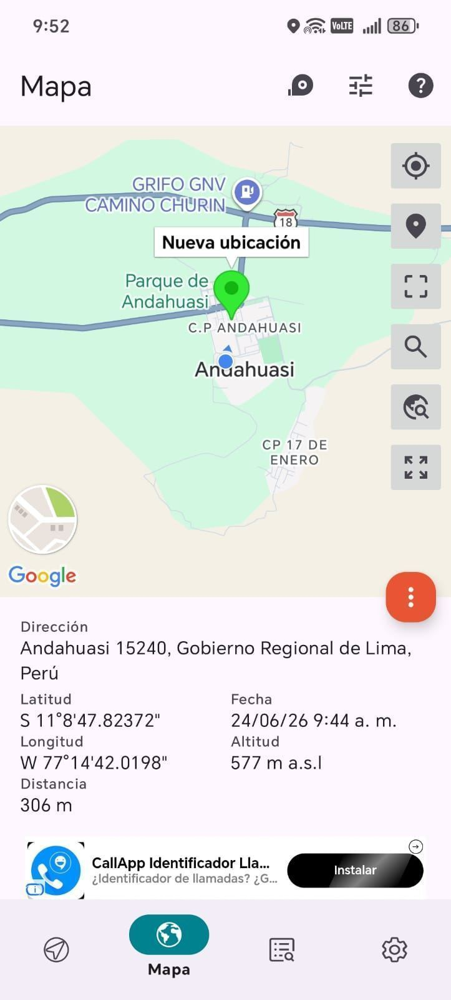 9:52
VoLTE
86
Mapa
GRIFO GNV
CAMINO CHURIN
18
Nueva ubicación
Parque de
Andahuasi
C.P ANDAHUASI
Andahuasi
CP 17 DE
ENERO
Google
Dirección
Andahuasi 15240, Gobierno Regional de Lima,
Perú
Latitud
S 11°8'47.82372"
Fecha
24/06/26 9:44 a. m.
Longitud
W 77°14'42.0198"
Altitud
577 m a.s.l
Distancia
306 m
CallApp Identificador Lla...
¿Identificador de llamadas? ¿G...
Instalar
Mapa